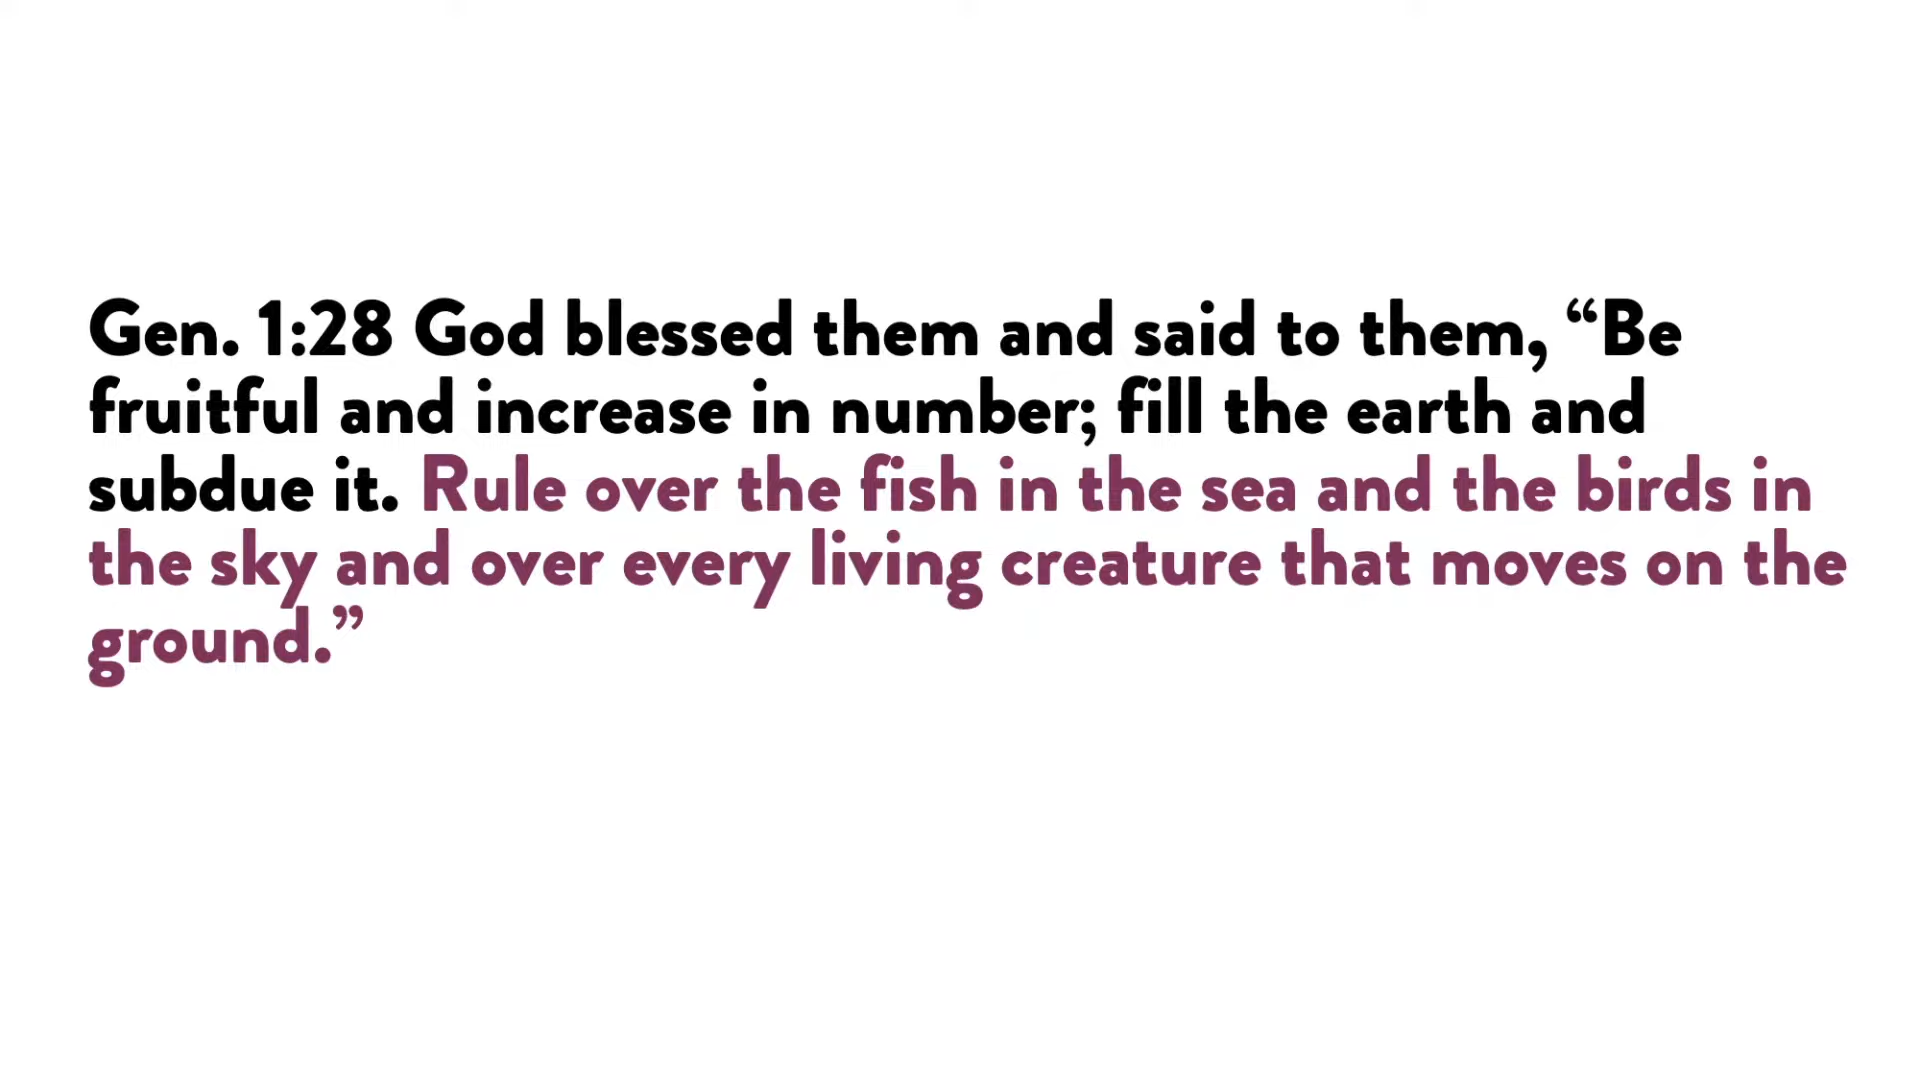 Gen. 1:28 God blessed them and said to them, “Be
fruitful and increase in number; fill the earth and
subdue it. Rule over the fish in the sea and the birds in
the sky and over every living creature that moves on the
ground.”